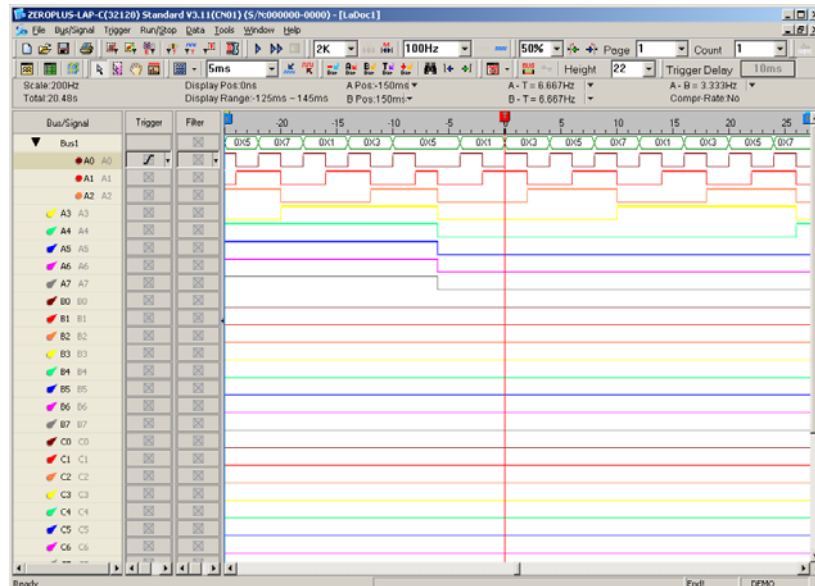 ZEROPLUS-LAP-C(32128) Standard V3.11(CN01) (S/N:000000-0000) - [LaDoc1]
File Bus/Signal Trigger Run/Stop Data Tools Window Help
2K 100Hz 50% Page 1 Count 1
5ms Height 22 Trigger Delay 10ms
Scale:200Hz Display Pos:0ns A Pos:-150ms A - T = 6.667Hz A - B = 3.333Hz
Total:20.48s Display Range:-125ms ~ 145ms B Pos:150ms B - T = 6.667Hz Compr-Rate:No
Bus/Signal Trigger Filter -20 -15 -10 -5 0 5 10 15 20 25
Bus1 0X5 0X7 0X1 0X3 0X5 0X1 0X3 0X5 0X7 0X1 0X3 0X5 0X7
A0 A0
A1 A1
A2 A2
A3 A3
A4 A4
A5 A5
A6 A6
A7 A7
B0 B0
B1 B1
B2 B2
B3 B3
B4 B4
B5 B5
B6 B6
B7 B7
C0 C0
C1 C1
C2 C2
C3 C3
C4 C4
C5 C5
C6 C6
Ready End! DEMO